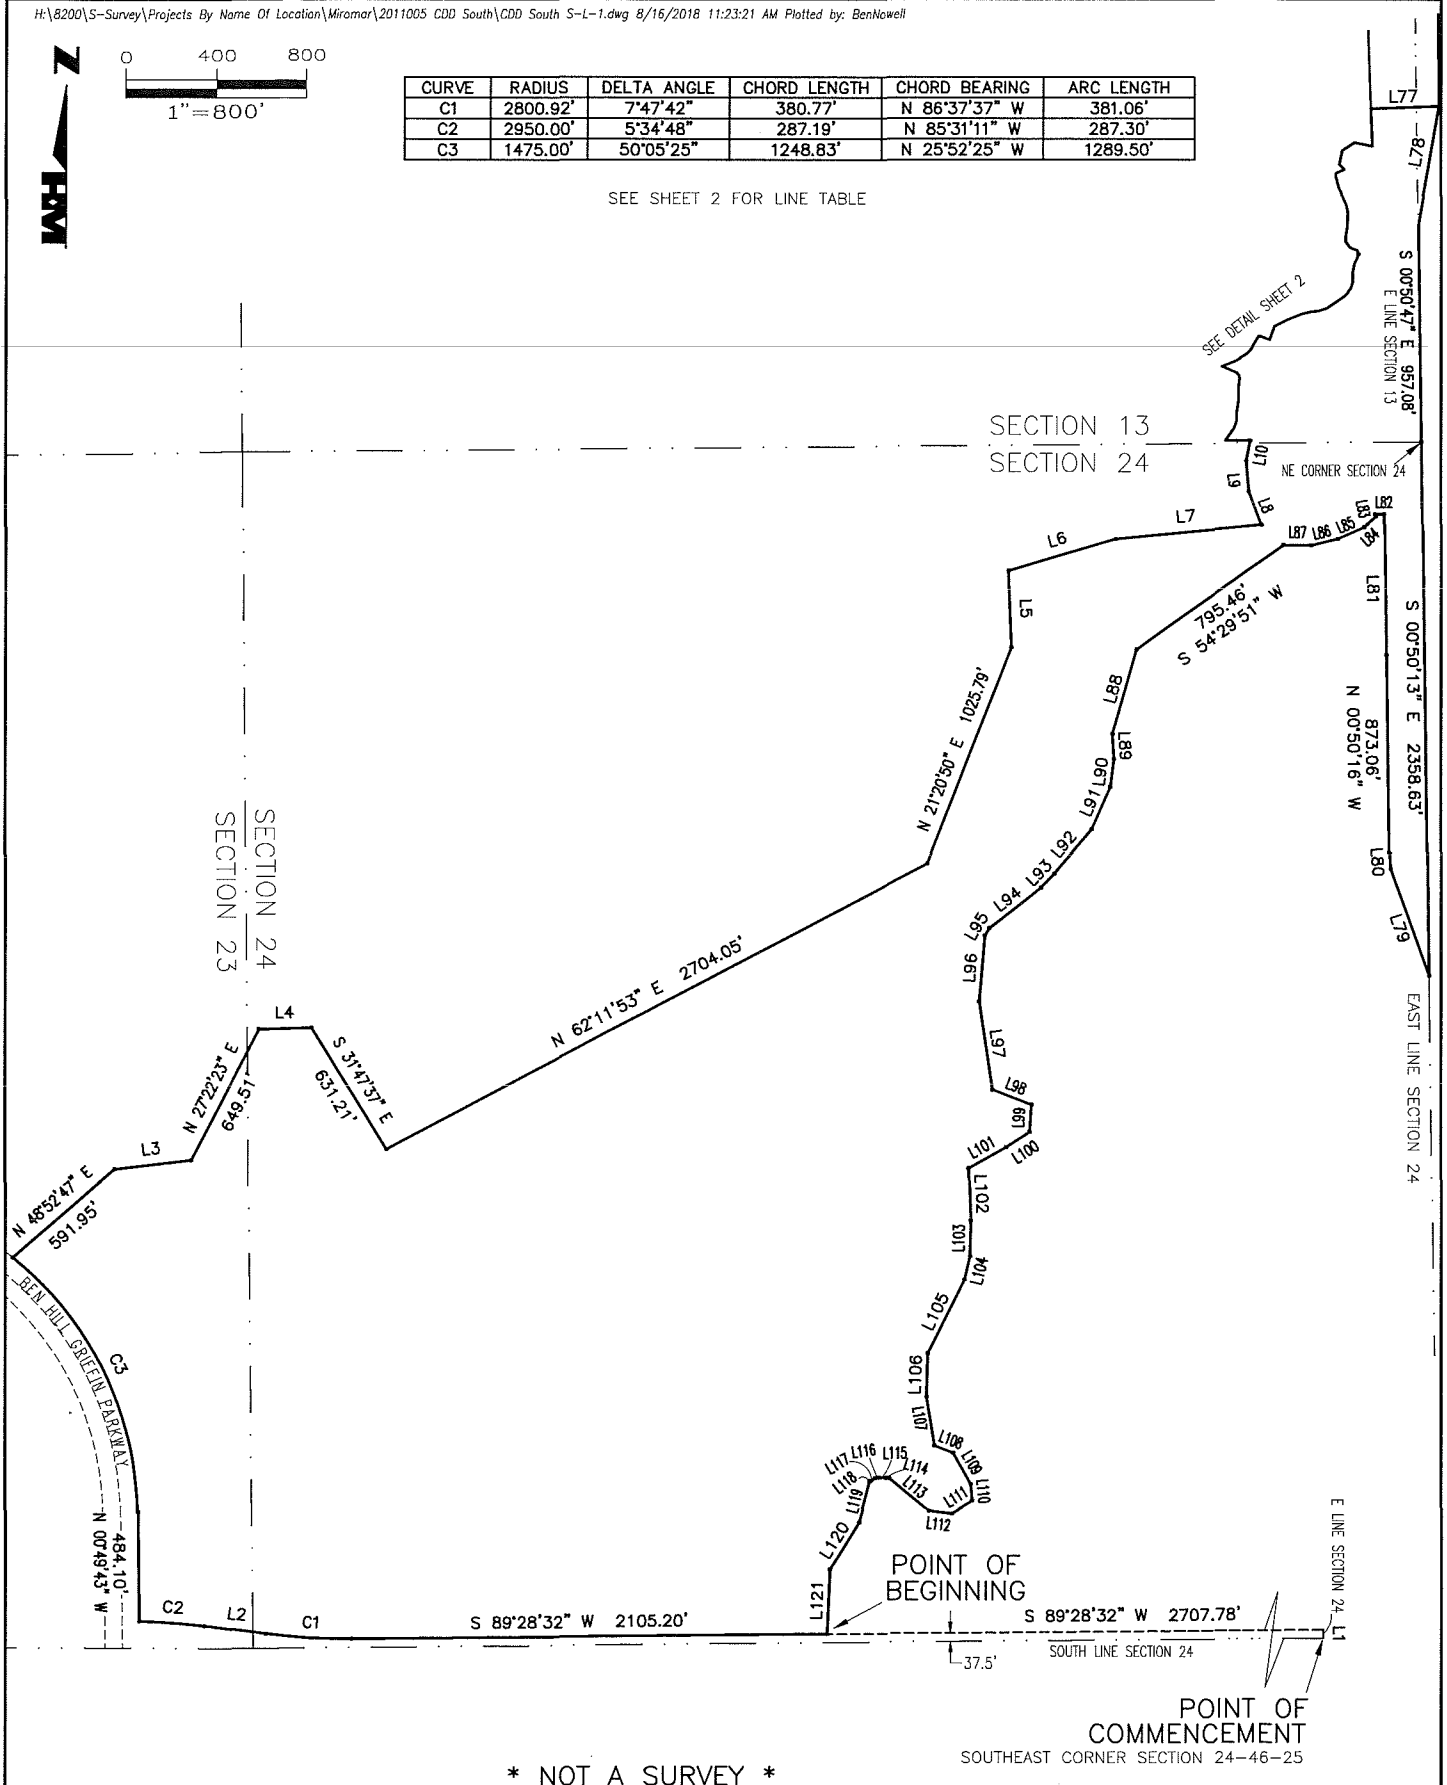 H:\8200\S-Survey\Projects By Name Of Location\Miromar\2011005 CDD South\CDD South S-L-1.dwg 8/16/2018 11:23:21 AM Plotted by: BenNowell
Z
HM
0 400 800
1"=800'
CURVE RADIUS DELTA ANGLE CHORD LENGTH CHORD BEARING ARC LENGTH
C1 2800.92' 7°47'42" 380.77' N 86°37'37" W 381.06'
C2 2950.00' 5°34'48" 287.19' N 85°31'11" W 287.30'
C3 1475.00' 50°05'25" 1248.83' N 25°52'25" W 1289.50'
SEE SHEET 2 FOR LINE TABLE
L77
L78
S 00°50'47" E 957.08'
E LINE SECTION 13
SEE DETAIL SHEET 2
SECTION 13
SECTION 24
NE CORNER SECTION 24
L10
L9
L8
L7
L6
L5
L82
L83
L84
L85
L86
L87
L81
795.46'
S 54°29'51" W
S 00°50'13" E 2358.63'
873.06'
N 00°50'16" W
L80
L79
EAST LINE SECTION 24
L88
L89
L90
L91
L92
L93
L94
L95
L96
L97
L98
L99
L100
L101
L102
L103
L104
L105
L106
L107
L108
L109
L110
L111
L112
L113
L114
L115
L116
L117
L118
L119
L120
L121
N 21°20'50" E 1025.79'
N 62°11'53" E 2704.05'
SECTION 24
SECTION 23
L4
S 31°47'37" E
631.21'
N 27°22'23" E
649.51'
L3
N 48°52'47" E
591.95'
BEN HILL GRIFFIN PARKWAY
C3
484.10'
N 00°49'43" W
C2
L2
C1
S 89°28'32" W 2105.20'
POINT OF
BEGINNING
S 89°28'32" W 2707.78'
E LINE SECTION 24
L1
37.5'
SOUTH LINE SECTION 24
POINT OF
COMMENCEMENT
SOUTHEAST CORNER SECTION 24-46-25
* NOT A SURVEY *